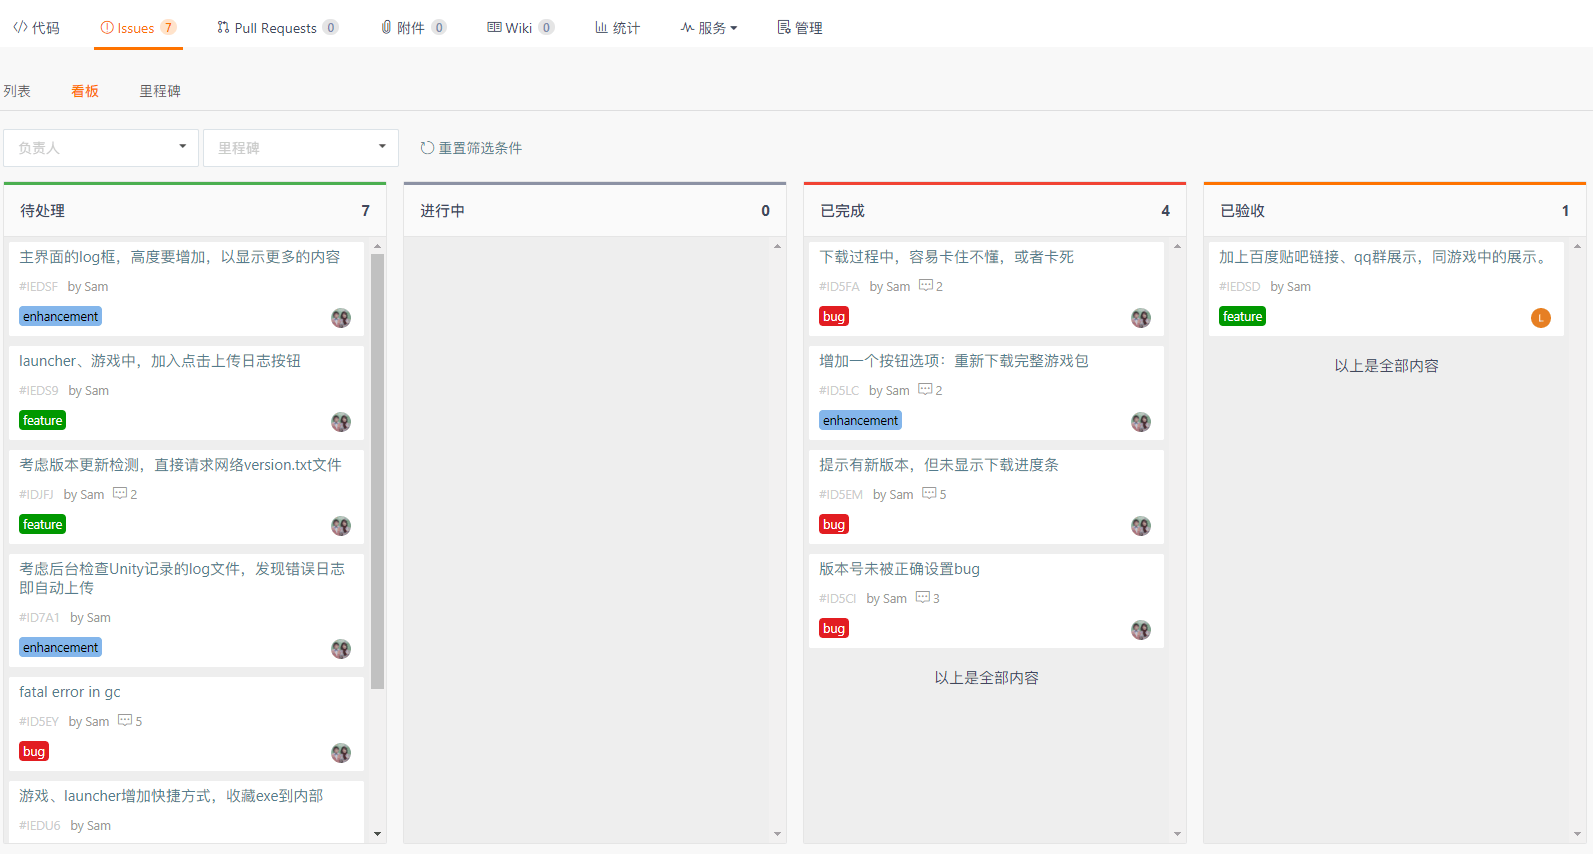 代码
Issues 7
Pull Requests 0
附件 0
Wiki 0
统计
服务
管理
列表
看板
里程碑
负责人
里程碑
重置筛选条件
待处理 7
主界面的log框，高度要增加，以显示更多的内容
#IEDSF by Sam
enhancement
launcher、游戏中，加入点击上传日志按钮
#IEDS9 by Sam
feature
考虑版本更新检测，直接请求网络version.txt文件
#IDJFJ by Sam 2
feature
考虑后台检查Unity记录的log文件，发现错误日志
即自动上传
#ID7A1 by Sam
enhancement
fatal error in gc
#ID5EY by Sam 5
bug
游戏、launcher增加快捷方式，收藏exe到内部
#IEDU6 by Sam
进行中 0
已完成 4
下载过程中，容易卡住不懂，或者卡死
#ID5FA by Sam 2
bug
增加一个按钮选项：重新下载完整游戏包
#ID5LC by Sam 2
enhancement
提示有新版本，但未显示下载进度条
#ID5EM by Sam 5
bug
版本号未被正确设置bug
#ID5CI by Sam 3
bug
以上是全部内容
已验收 1
加上百度贴吧链接、qq群展示，同游戏中的展示。
#IEDSD by Sam
feature
L
以上是全部内容